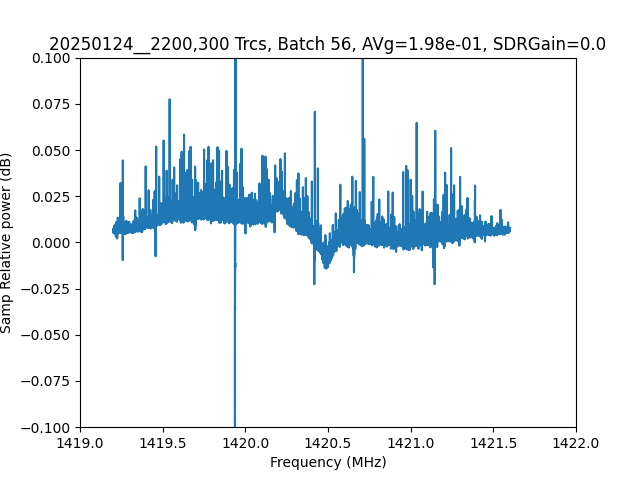 20250124__2200,300 Trcs, Batch 56, AVg=1.98e-01, SDRGain=0.0
0.100
0.075
0.050
0.025
0.000
−0.025
−0.050
−0.075
−0.100
Samp Relative power (dB)
1419.0 1419.5 1420.0 1420.5 1421.0 1421.5 1422.0
Frequency (MHz)